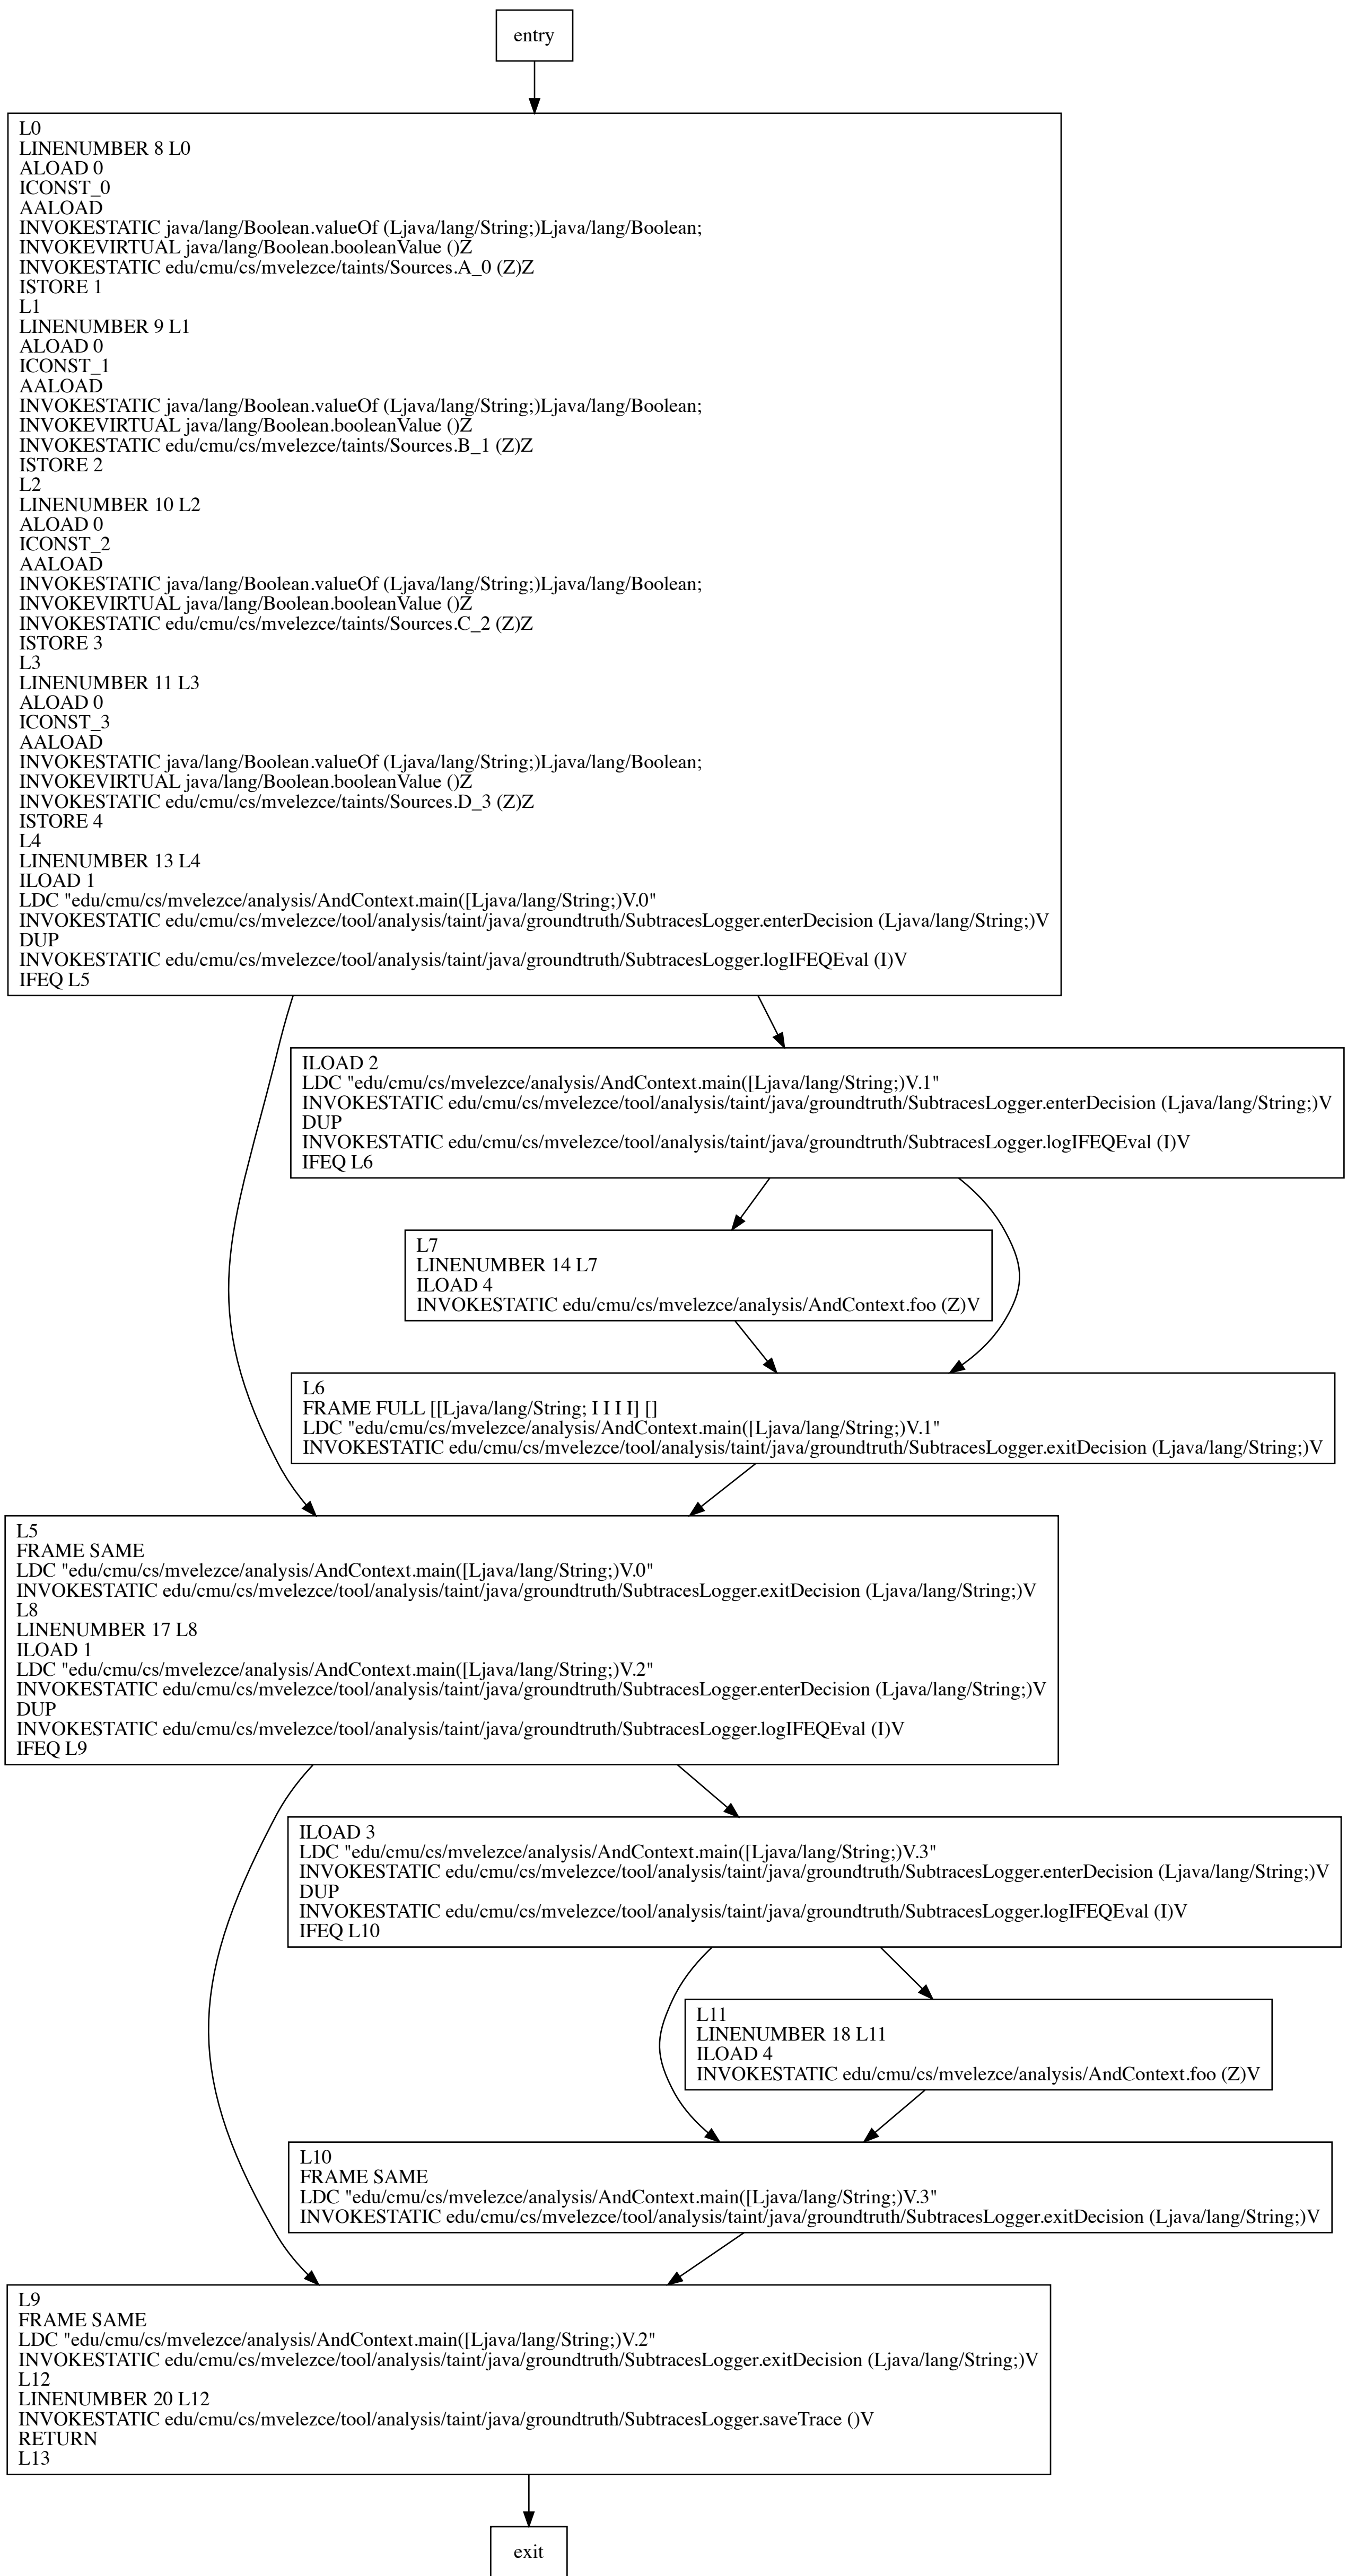 entry
L0
LINENUMBER 8 L0
ALOAD 0
ICONST_0
AALOAD
INVOKESTATIC java/lang/Boolean.valueOf (Ljava/lang/String;)Ljava/lang/Boolean;
INVOKEVIRTUAL java/lang/Boolean.booleanValue ()Z
INVOKESTATIC edu/cmu/cs/mvelezce/taints/Sources.A_0 (Z)Z
ISTORE 1
L1
LINENUMBER 9 L1
ALOAD 0
ICONST_1
AALOAD
INVOKESTATIC java/lang/Boolean.valueOf (Ljava/lang/String;)Ljava/lang/Boolean;
INVOKEVIRTUAL java/lang/Boolean.booleanValue ()Z
INVOKESTATIC edu/cmu/cs/mvelezce/taints/Sources.B_1 (Z)Z
ISTORE 2
L2
LINENUMBER 10 L2
ALOAD 0
ICONST_2
AALOAD
INVOKESTATIC java/lang/Boolean.valueOf (Ljava/lang/String;)Ljava/lang/Boolean;
INVOKEVIRTUAL java/lang/Boolean.booleanValue ()Z
INVOKESTATIC edu/cmu/cs/mvelezce/taints/Sources.C_2 (Z)Z
ISTORE 3
L3
LINENUMBER 11 L3
ALOAD 0
ICONST_3
AALOAD
INVOKESTATIC java/lang/Boolean.valueOf (Ljava/lang/String;)Ljava/lang/Boolean;
INVOKEVIRTUAL java/lang/Boolean.booleanValue ()Z
INVOKESTATIC edu/cmu/cs/mvelezce/taints/Sources.D_3 (Z)Z
ISTORE 4
L4
LINENUMBER 13 L4
ILOAD 1
LDC "edu/cmu/cs/mvelezce/analysis/AndContext.main([Ljava/lang/String;)V.0"
INVOKESTATIC edu/cmu/cs/mvelezce/tool/analysis/taint/java/groundtruth/SubtracesLogger.enterDecision (Ljava/lang/String;)V
DUP
INVOKESTATIC edu/cmu/cs/mvelezce/tool/analysis/taint/java/groundtruth/SubtracesLogger.logIFEQEval (I)V
IFEQ L5
ILOAD 2
LDC "edu/cmu/cs/mvelezce/analysis/AndContext.main([Ljava/lang/String;)V.1"
INVOKESTATIC edu/cmu/cs/mvelezce/tool/analysis/taint/java/groundtruth/SubtracesLogger.enterDecision (Ljava/lang/String;)V
DUP
INVOKESTATIC edu/cmu/cs/mvelezce/tool/analysis/taint/java/groundtruth/SubtracesLogger.logIFEQEval (I)V
IFEQ L6
L7
LINENUMBER 14 L7
ILOAD 4
INVOKESTATIC edu/cmu/cs/mvelezce/analysis/AndContext.foo (Z)V
L6
FRAME FULL [[Ljava/lang/String; I I I I] []
LDC "edu/cmu/cs/mvelezce/analysis/AndContext.main([Ljava/lang/String;)V.1"
INVOKESTATIC edu/cmu/cs/mvelezce/tool/analysis/taint/java/groundtruth/SubtracesLogger.exitDecision (Ljava/lang/String;)V
L5
FRAME SAME
LDC "edu/cmu/cs/mvelezce/analysis/AndContext.main([Ljava/lang/String;)V.0"
INVOKESTATIC edu/cmu/cs/mvelezce/tool/analysis/taint/java/groundtruth/SubtracesLogger.exitDecision (Ljava/lang/String;)V
L8
LINENUMBER 17 L8
ILOAD 1
LDC "edu/cmu/cs/mvelezce/analysis/AndContext.main([Ljava/lang/String;)V.2"
INVOKESTATIC edu/cmu/cs/mvelezce/tool/analysis/taint/java/groundtruth/SubtracesLogger.enterDecision (Ljava/lang/String;)V
DUP
INVOKESTATIC edu/cmu/cs/mvelezce/tool/analysis/taint/java/groundtruth/SubtracesLogger.logIFEQEval (I)V
IFEQ L9
ILOAD 3
LDC "edu/cmu/cs/mvelezce/analysis/AndContext.main([Ljava/lang/String;)V.3"
INVOKESTATIC edu/cmu/cs/mvelezce/tool/analysis/taint/java/groundtruth/SubtracesLogger.enterDecision (Ljava/lang/String;)V
DUP
INVOKESTATIC edu/cmu/cs/mvelezce/tool/analysis/taint/java/groundtruth/SubtracesLogger.logIFEQEval (I)V
IFEQ L10
L11
LINENUMBER 18 L11
ILOAD 4
INVOKESTATIC edu/cmu/cs/mvelezce/analysis/AndContext.foo (Z)V
L10
FRAME SAME
LDC "edu/cmu/cs/mvelezce/analysis/AndContext.main([Ljava/lang/String;)V.3"
INVOKESTATIC edu/cmu/cs/mvelezce/tool/analysis/taint/java/groundtruth/SubtracesLogger.exitDecision (Ljava/lang/String;)V
L9
FRAME SAME
LDC "edu/cmu/cs/mvelezce/analysis/AndContext.main([Ljava/lang/String;)V.2"
INVOKESTATIC edu/cmu/cs/mvelezce/tool/analysis/taint/java/groundtruth/SubtracesLogger.exitDecision (Ljava/lang/String;)V
L12
LINENUMBER 20 L12
INVOKESTATIC edu/cmu/cs/mvelezce/tool/analysis/taint/java/groundtruth/SubtracesLogger.saveTrace ()V
RETURN
L13
exit